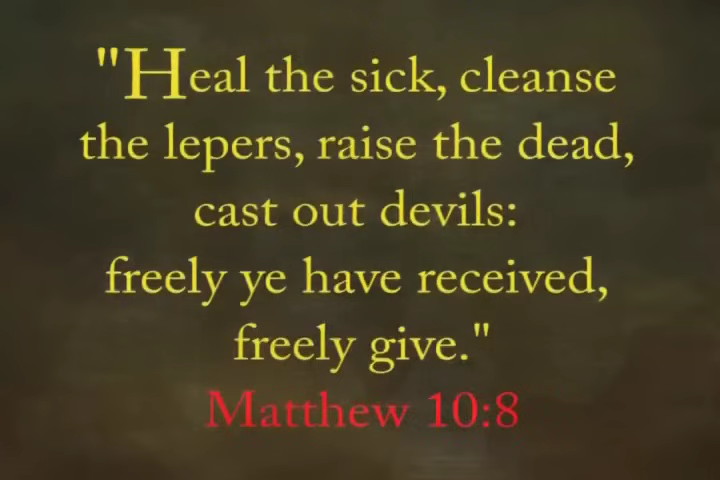 "Heal the sick, cleanse
the lepers, raise the dead,
cast out devils:
freely ye have received,
freely give."
Matthew 10:8